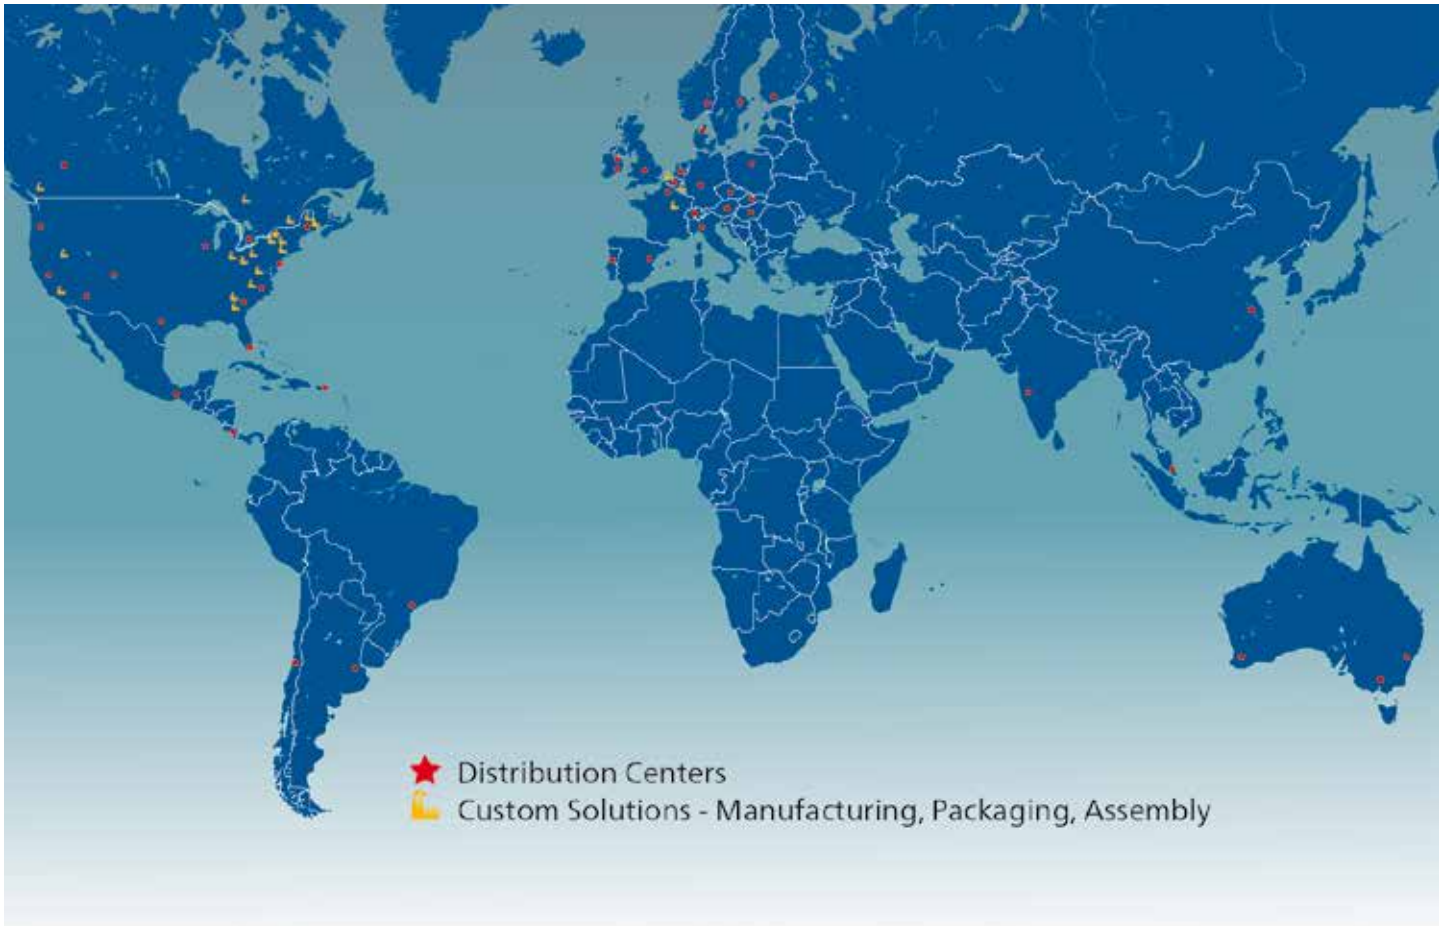 Distribution Centers
Custom Solutions - Manufacturing, Packaging, Assembly